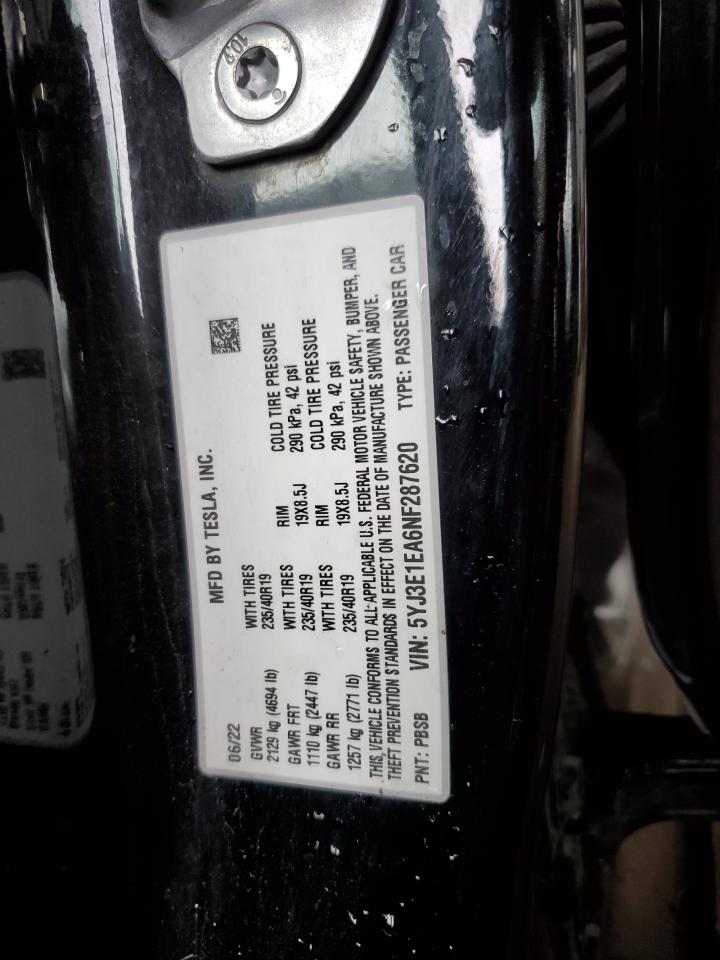 10.9
06/22 MFD BY TESLA, INC.
GVWR WITH TIRES RIM COLD TIRE PRESSURE
2129 kg (4694 lb) 235/40R19 19X8.5J 290 kPa, 42 psi
GAWR FRT WITH TIRES RIM COLD TIRE PRESSURE
1110 kg (2447 lb) 235/40R19 19X8.5J 290 kPa, 42 psi
GAWR RR WITH TIRES
1257 kg (2771 lb) 235/40R19
THIS VEHICLE CONFORMS TO ALL APPLICABLE U.S. FEDERAL MOTOR VEHICLE SAFETY, BUMPER, AND
THEFT PREVENTION STANDARDS IN EFFECT ON THE DATE OF MANUFACTURE SHOWN ABOVE.
PNT: PBSB VIN: 5YJ3E1EA6NF287620 TYPE: PASSENGER CAR